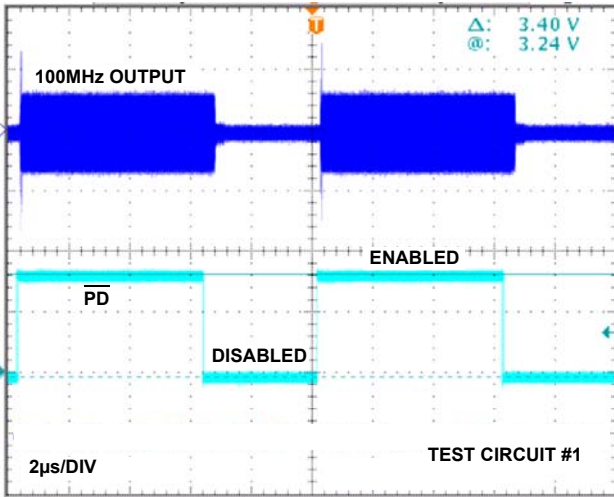 T
Δ: 3.40 V
@: 3.24 V
100MHz OUTPUT
ENABLED
PD
DISABLED
2µs/DIV
TEST CIRCUIT #1